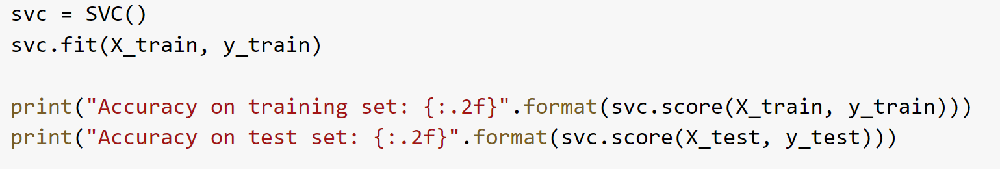 svc = SVC()
svc.fit(X_train, y_train)
print("Accuracy on training set: {:.2f}".format(svc.score(X_train, y_train)))
print("Accuracy on test set: {:.2f}".format(svc.score(X_test, y_test)))